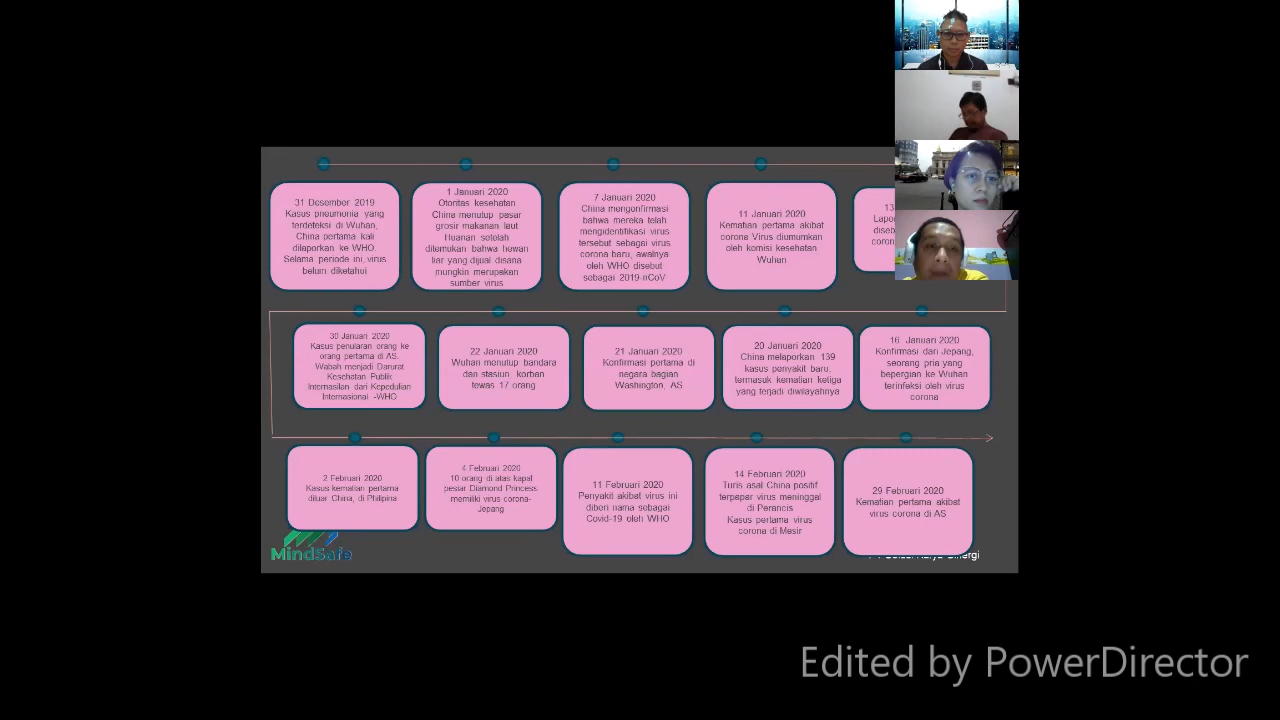 31 Desember 2019
Kasus pneumonia yang
terdeteksi di Wuhan,
China pertama kali
dilaporkan ke WHO.
Selama periode ini, virus
belum diketahui
1 Januari 2020
Otoritas kesehatan
China menutup pasar
grosir makanan laut
Huanan setelah
ditemukan bahwa hewan
liar yang dijual disana
mungkin merupakan
sumber virus
7 Januari 2020
China mengonfirmasi
bahwa mereka telah
mengidentifikasi virus
tersebut sebagai virus
corona baru, awalnya
oleh WHO disebut
sebagai 2019-nCoV
11 Januari 2020
Kematian pertama akibat
corona Virus diumumkan
oleh komisi kesehatan
Wuhan
13
Lapo
diseb
coron
30 Januari 2020
Kasus penularan orang ke
orang pertama di AS.
Wabah menjadi Darurat
Kesehatan Publik
Internasilan dari Kepedulian
Internasional -WHO
22 Januari 2020
Wuhan menutup bandara
dan stasiun korban
tewas 17 orang
21 Januari 2020
Konfirmasi pertama di
negara bagian
Washington, AS
20 Januari 2020
China melaporkan 139
kasus penyakit baru,
termasuk kematian ketiga
yang terjadi diwilayahnya
16 Januari 2020
Konfirmasi dari Jepang,
seorang pria yang
bepergian ke Wuhan
terinfeksi oleh virus
corona
2 Februari 2020
Kasus kematian pertama
diluar China, di Philipina
4 Februari 2020
10 orang di atas kapal
pesiar Diamond Princess
memiliki virus corona-
Jepang
11 Februari 2020
Penyakit akibat virus ini
diberi nama sebagai
Covid-19 oleh WHO
14 Februari 2020
Turis asal China positif
terpapar virus meninggal
di Perancis
Kasus pertama virus
corona di Mesir
29 Februari 2020
Kematian pertama akibat
virus corona di AS
MindSafe
Edited by PowerDirector